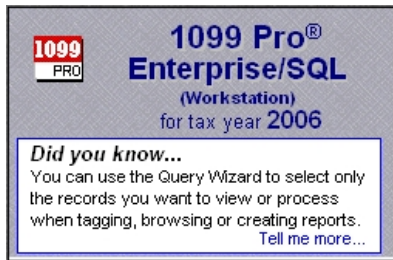 1099
PRO
1099 Pro®
Enterprise/SQL
(Workstation)
for tax year 2006
Did you know...
You can use the Query Wizard to select only
the records you want to view or process
when tagging, browsing or creating reports.
Tell me more...